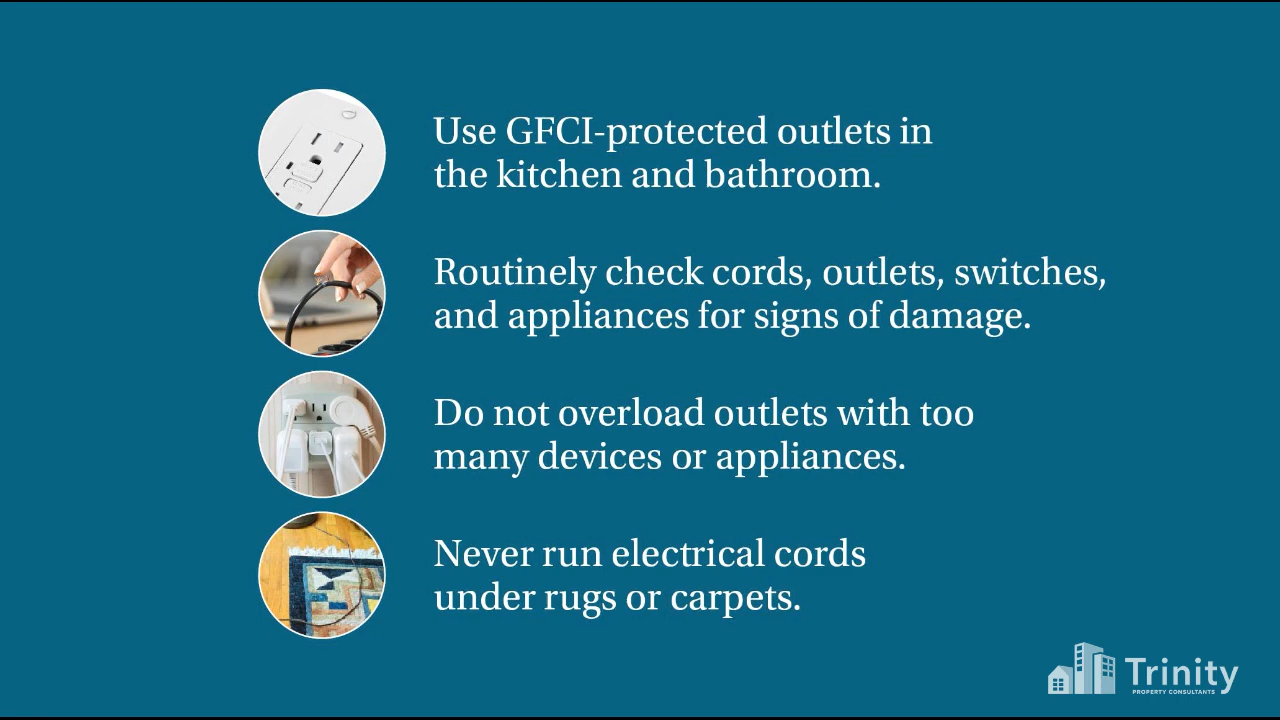 Use GFCI-protected outlets in
the kitchen and bathroom.
Routinely check cords, outlets, switches,
and appliances for signs of damage.
Do not overload outlets with too
many devices or appliances.
Never run electrical cords
under rugs or carpets.
Trinity
PROPERTY CONSULTANTS